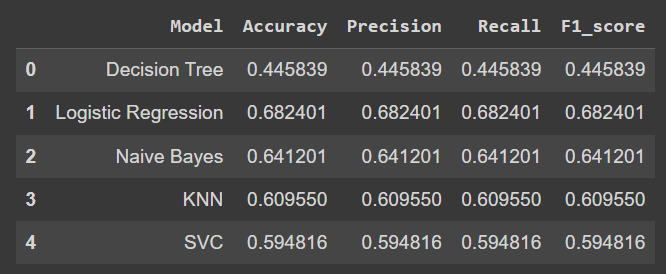 Model Accuracy Precision Recall F1_score
0 Decision Tree 0.445839 0.445839 0.445839 0.445839
1 Logistic Regression 0.682401 0.682401 0.682401 0.682401
2 Naive Bayes 0.641201 0.641201 0.641201 0.641201
3 KNN 0.609550 0.609550 0.609550 0.609550
4 SVC 0.594816 0.594816 0.594816 0.594816